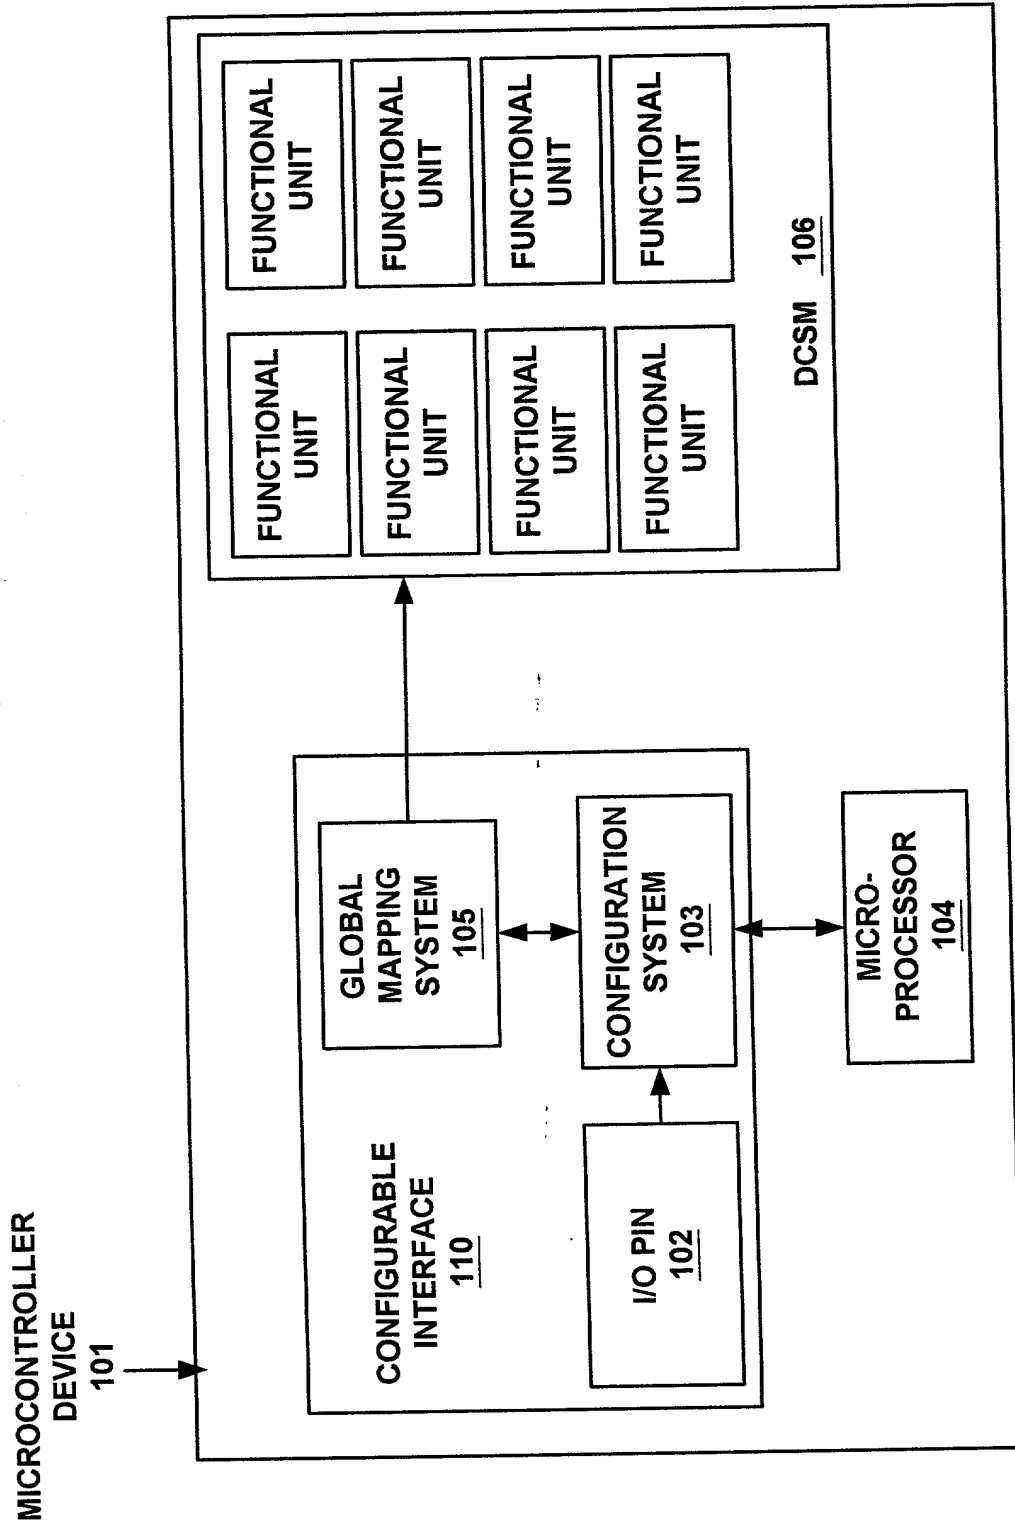 MICROCONTROLLER
DEVICE
101
CONFIGURABLE
INTERFACE
110
GLOBAL
MAPPING
SYSTEM
105
I/O PIN
102
CONFIGURATION
SYSTEM
103
MICRO-
PROCESSOR
104
FUNCTIONAL
UNIT
FUNCTIONAL
UNIT
FUNCTIONAL
UNIT
FUNCTIONAL
UNIT
FUNCTIONAL
UNIT
FUNCTIONAL
UNIT
FUNCTIONAL
UNIT
FUNCTIONAL
UNIT
DCSM 106